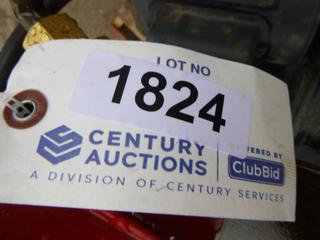 LOT NO
1824
CENTURY
AUCTIONS
POWERED BY
ClubBid
A DIVISION OF CENTURY SERVICES